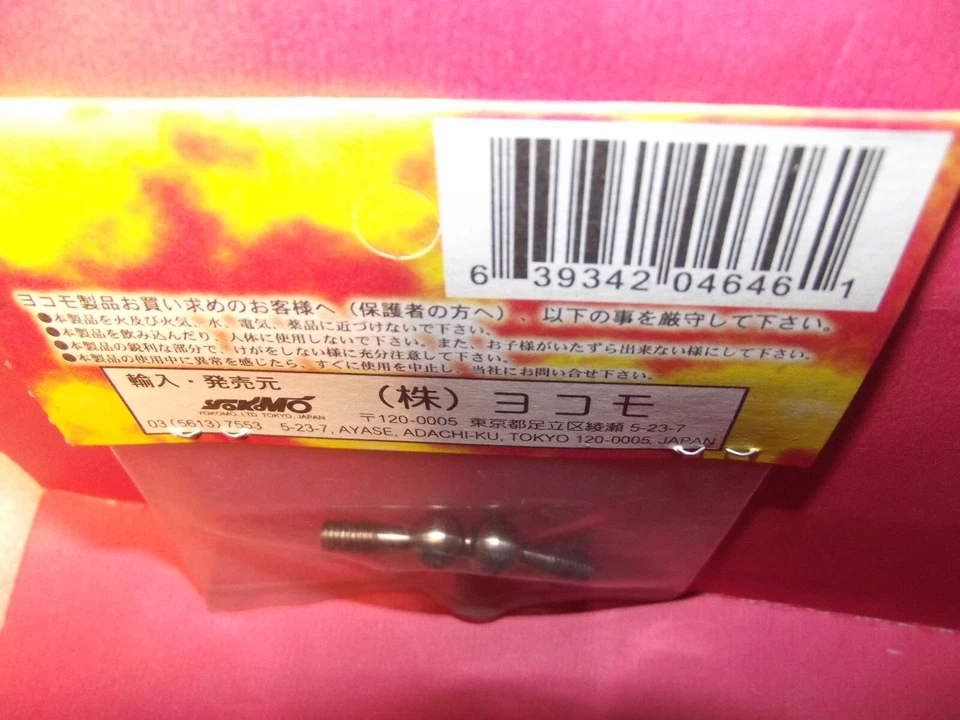 6 39342 04646 1
ヨコモ製品お買い求めのお客様へ（保護者の方へ）、以下の事を厳守して下さい。
●本製品を火及び火気、水、電気、薬品に近づけないで下さい。
●本製品を飲み込んだり、人体に使用しないで下さい。また、お子様がいたずら出来ない様にして下さい。
●本製品の鋭利な部分で、けがをしない様に充分注意して下さい。
●本製品の使用中に異常を感じたら、すぐに使用を中止し、当社にお問い合せ下さい。
輸入・発売元
YOKOMO （株）ヨコモ
YOKOMO.LTD TOKYO.JAPAN
〒120-0005 東京都足立区綾瀬 5-23-7
03 (5613) 7553 5-23-7, AYASE, ADACHI-KU, TOKYO 120-0005, JAPAN